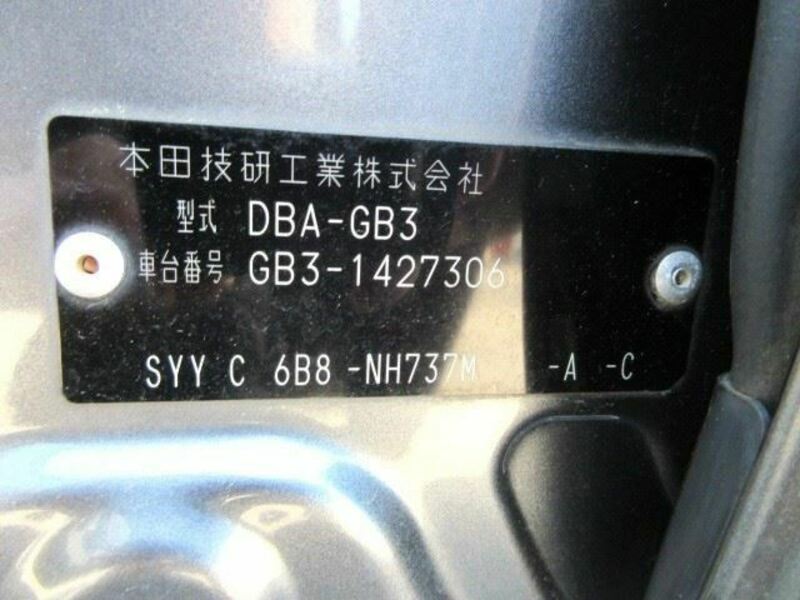 本田技研工業株式会社
型式 DBA-GB3
車台番号 GB3-1427306
SYY C 6B8 -NH737M -A -C